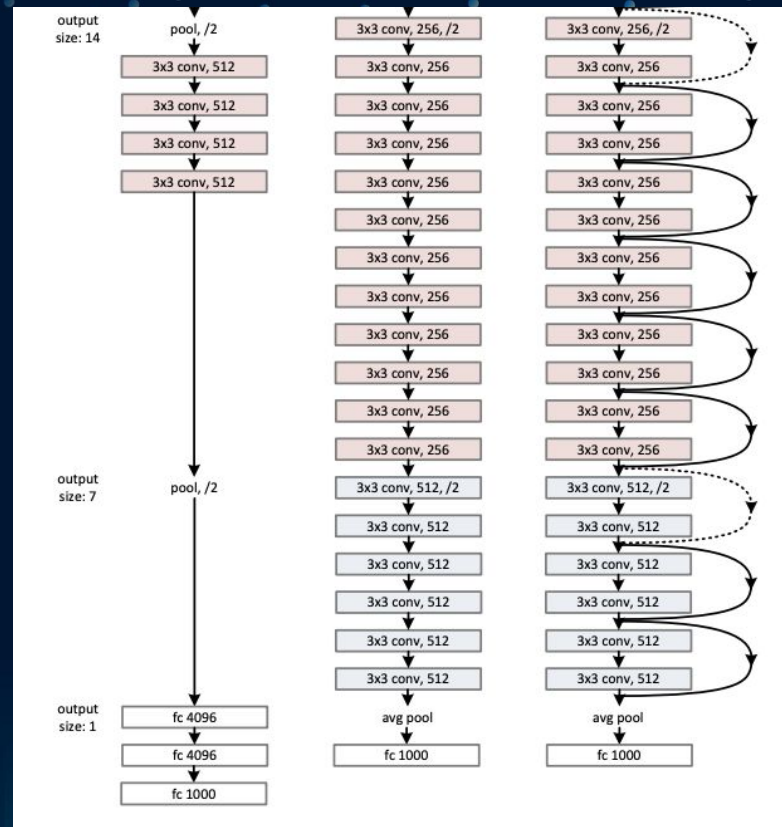 output
size: 14
pool, /2
3x3 conv, 512
3x3 conv, 512
3x3 conv, 512
3x3 conv, 512
output
size: 7
pool, /2
output
size: 1
fc 4096
fc 4096
fc 1000
3x3 conv, 256, /2
3x3 conv, 256
3x3 conv, 256
3x3 conv, 256
3x3 conv, 256
3x3 conv, 256
3x3 conv, 256
3x3 conv, 256
3x3 conv, 256
3x3 conv, 256
3x3 conv, 256
3x3 conv, 256
3x3 conv, 512, /2
3x3 conv, 512
3x3 conv, 512
3x3 conv, 512
3x3 conv, 512
3x3 conv, 512
avg pool
fc 1000
3x3 conv, 256, /2
3x3 conv, 256
3x3 conv, 256
3x3 conv, 256
3x3 conv, 256
3x3 conv, 256
3x3 conv, 256
3x3 conv, 256
3x3 conv, 256
3x3 conv, 256
3x3 conv, 256
3x3 conv, 256
3x3 conv, 512, /2
3x3 conv, 512
3x3 conv, 512
3x3 conv, 512
3x3 conv, 512
3x3 conv, 512
avg pool
fc 1000